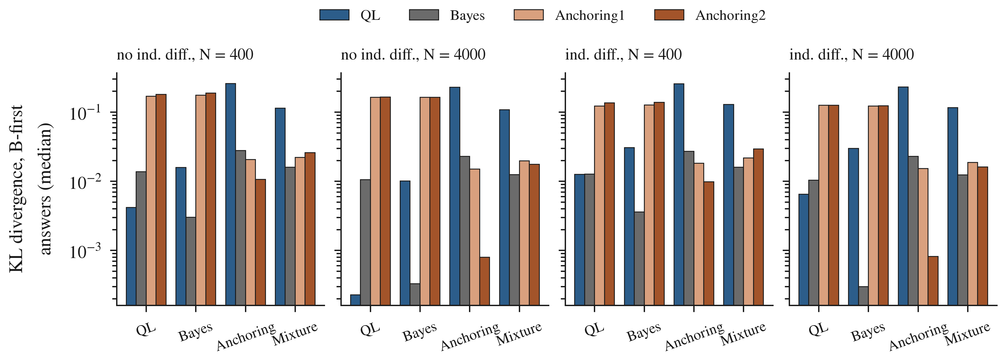 QL Bayes Anchoring1 Anchoring2
no ind. diff., N = 400
no ind. diff., N = 4000
ind. diff., N = 400
ind. diff., N = 4000
KL divergence, B-first
answers (median)
10⁻¹
10⁻²
10⁻³
QL Bayes Anchoring Mixture
QL Bayes Anchoring Mixture
QL Bayes Anchoring Mixture
QL Bayes Anchoring Mixture